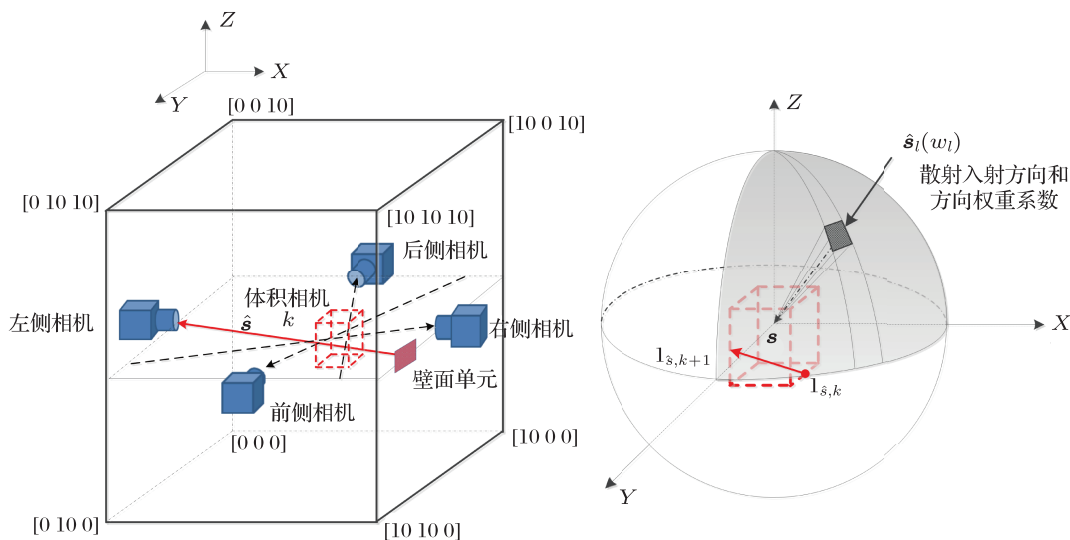 Z
X
Y
[0 0 10]
[10 0 10]
[0 10 10]
[10 10 10]
后侧相机
体积相机
k
ŝ
左侧相机
右侧相机
壁面单元
前侧相机
[0 0 0]
[10 0 0]
[0 10 0]
[10 10 0]
Z
ŝ_l(w_l)
散射入射方向和
方向权重系数
X
s
l_{ŝ,k+1}
l_{ŝ,k}
Y